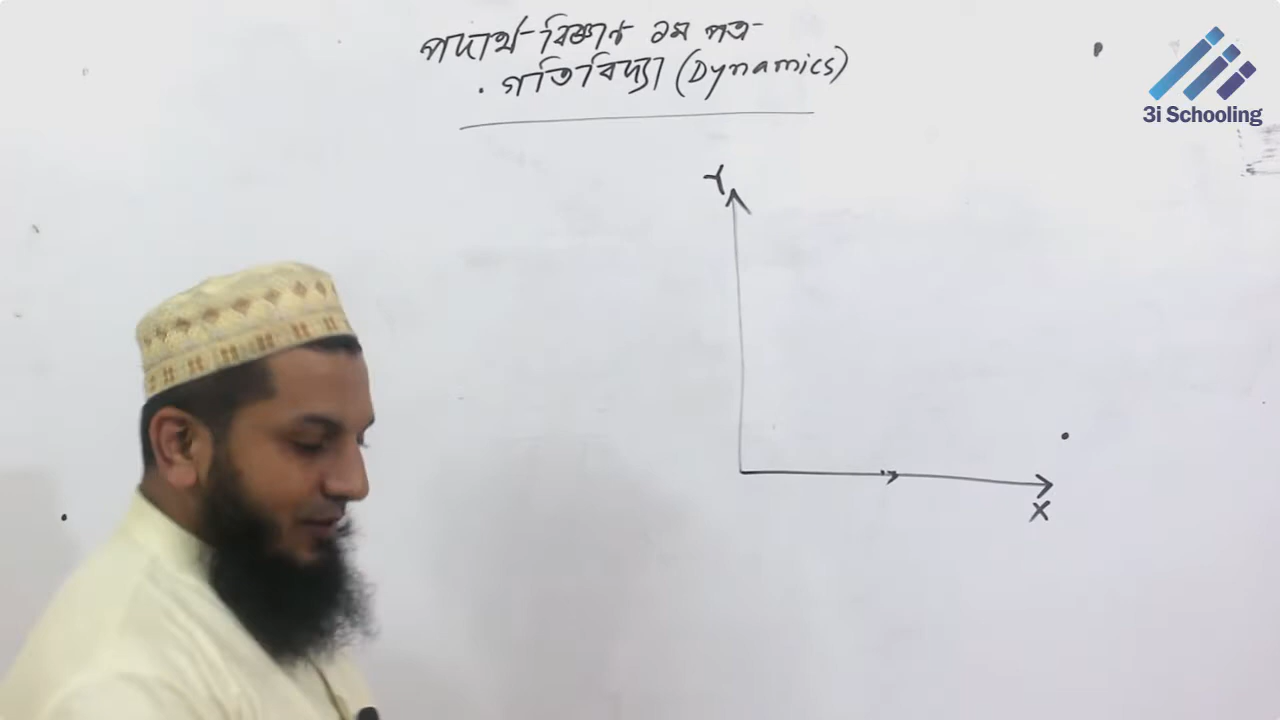 পদার্থ বিজ্ঞান ১ম পত্র
গতিবিদ্যা (Dynamics)
3i Schooling
Y
X